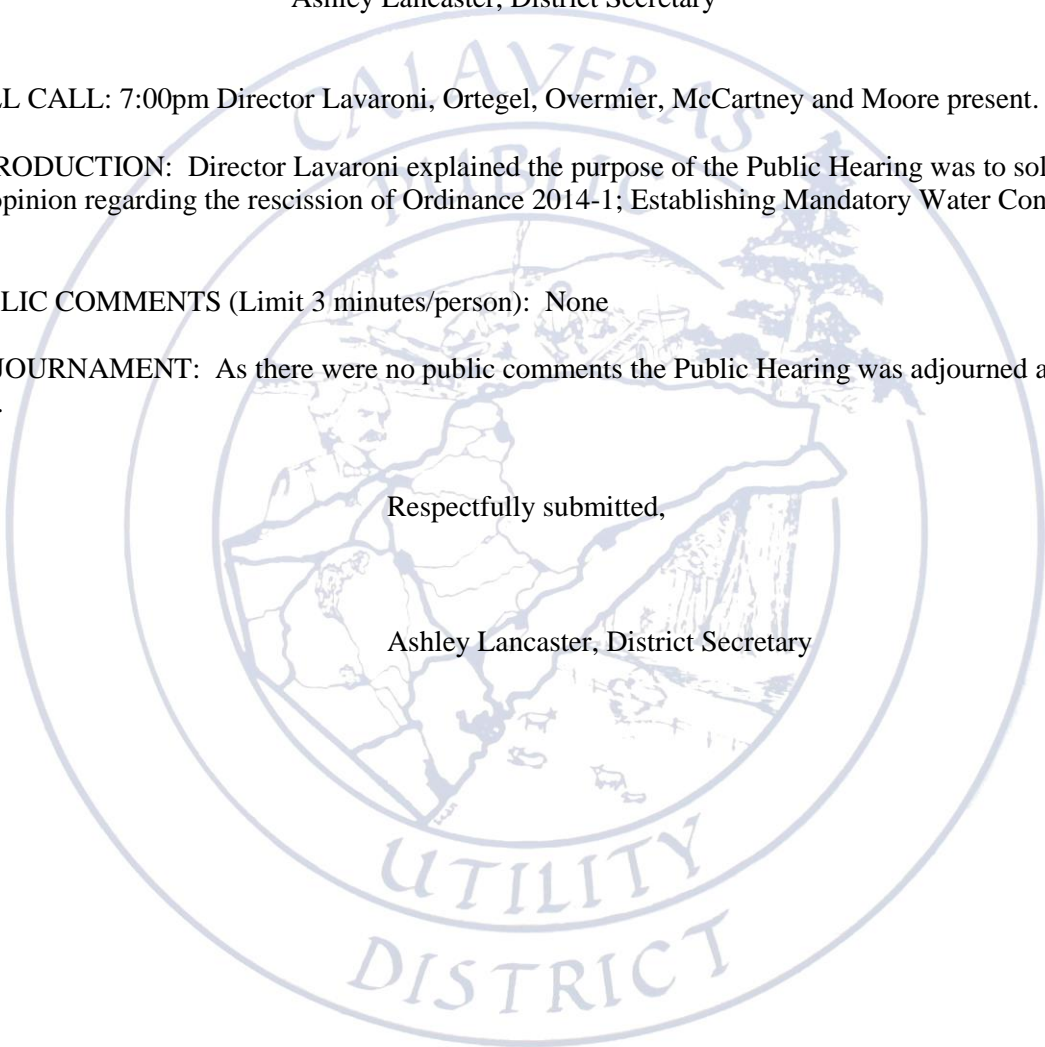 Ashley Lancaster, District Secretary
LL CALL: 7:00pm Director Lavaroni, Ortegel, Overmier, McCartney and Moore present.
RODUCTION: Director Lavaroni explained the purpose of the Public Hearing was to sol
opinion regarding the rescission of Ordinance 2014-1; Establishing Mandatory Water Con
LIC COMMENTS (Limit 3 minutes/person): None
JOURNAMENT: As there were no public comments the Public Hearing was adjourned a
.
Respectfully submitted,
Ashley Lancaster, District Secretary
CALAVERAS
PUBLIC
UTILITY
DISTRICT